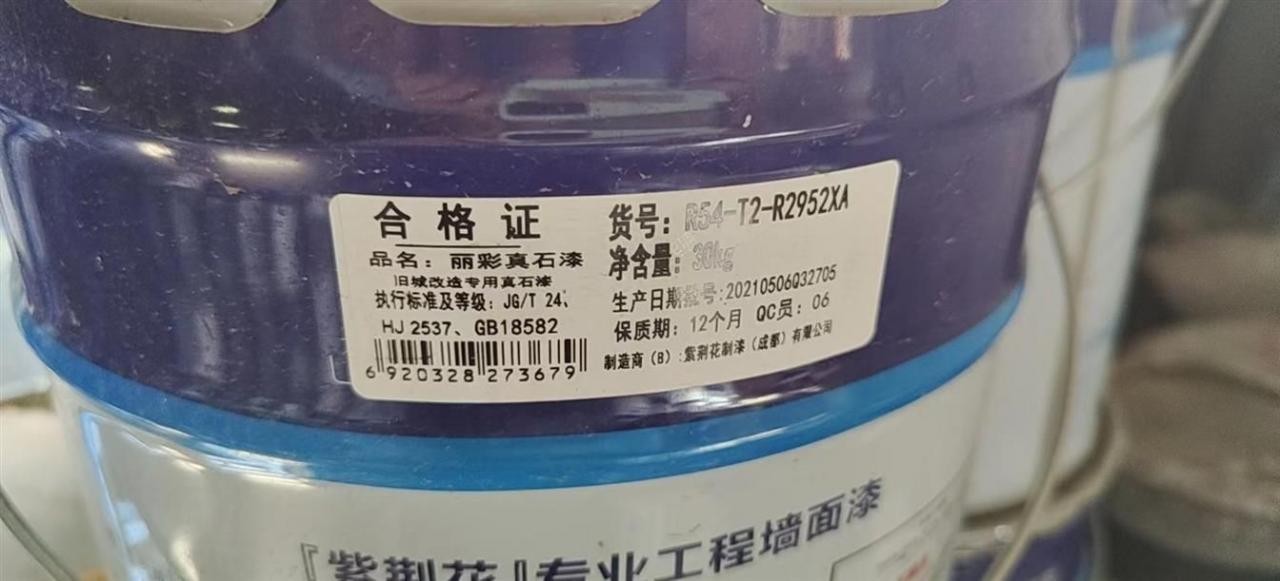 合格证
品名：丽彩真石漆
旧城改造专用真石漆
执行标准及等级：JG/T 24、
HJ 2537、GB18582
6 920328 273679
货号：R54-T2-R2952XA
净含量：30kg
生产日期批号:20210506Q32705
保质期：12个月 QC员：06
制造商（B）:紫荆花制漆（成都）有限公司
『紫荆花』专业工程墙面漆